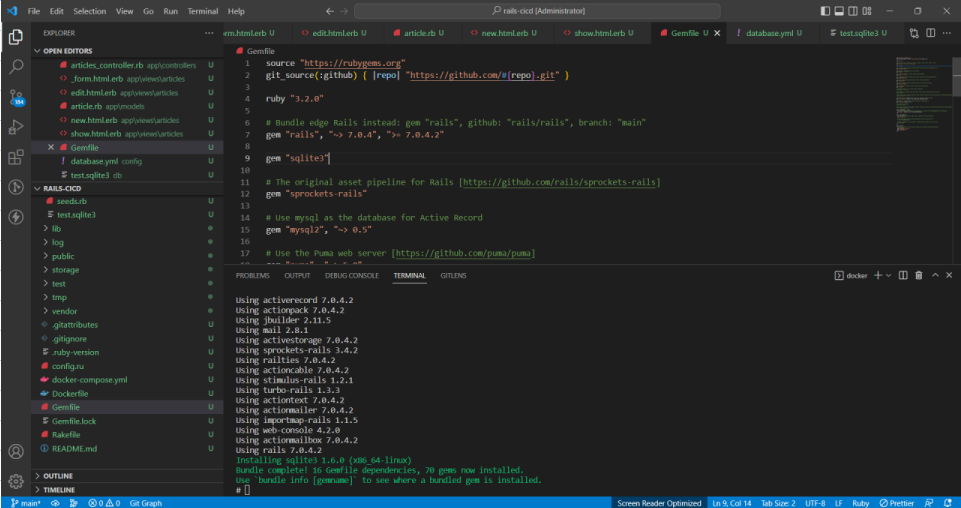 File Edit Selection View Go Run Terminal Help
rails-cicd [Administrator]
EXPLORER
rm.html.erb U edit.html.erb U article.rb U new.html.erb U show.html.erb U Gemfile U database.yml U test.sqlite3 U
OPEN EDITORS
articles_controller.rb app\controllers U
_form.html.erb app\views\articles U
edit.html.erb app\views\articles U
article.rb app\models U
new.html.erb app\views\articles U
show.html.erb app\views\articles U
Gemfile U
database.yml config U
test.sqlite3 db U
RAILS-CICD
seeds.rb U
test.sqlite3 U
lib
log
public
storage
test
tmp
vendor
.gitattributes U
.gitignore U
.ruby-version U
config.ru U
docker-compose.yml U
Dockerfile U
Gemfile U
Gemfile.lock U
Rakefile U
README.md U
OUTLINE
TIMELINE
Gemfile
1 source "https://rubygems.org"
2 git_source(:github) { |repo| "https://github.com/#{repo}.git" }
3
4 ruby "3.2.0"
5
6 # Bundle edge Rails instead: gem "rails", github: "rails/rails", branch: "main"
7 gem "rails", "~> 7.0.4", ">= 7.0.4.2"
8
9 gem "sqlite3"
10
11 # The original asset pipeline for Rails [https://github.com/rails/sprockets-rails]
12 gem "sprockets-rails"
13
14 # Use mysql as the database for Active Record
15 gem "mysql2", "~> 0.5"
16
17 # Use the Puma web server [https://github.com/puma/puma]
PROBLEMS OUTPUT DEBUG CONSOLE TERMINAL GITLENS
docker
Using activerecord 7.0.4.2
Using actionpack 7.0.4.2
Using jbuilder 2.11.5
Using mail 2.8.1
Using activestorage 7.0.4.2
Using sprockets-rails 3.4.2
Using railties 7.0.4.2
Using actioncable 7.0.4.2
Using stimulus-rails 1.2.1
Using turbo-rails 1.3.3
Using actiontext 7.0.4.2
Using actionmailer 7.0.4.2
Using importmap-rails 1.1.5
Using web-console 4.2.0
Using actionmailbox 7.0.4.2
Using rails 7.0.4.2
Installing sqlite3 1.6.0 (x86_64-linux)
Bundle complete! 16 Gemfile dependencies, 70 gems now installed.
Use `bundle info [gemname]` to see where a bundled gem is installed.
#
main* 0 0 Git Graph
Screen Reader Optimized Ln 9, Col 14 Tab Size: 2 UTF-8 LF Ruby Prettier